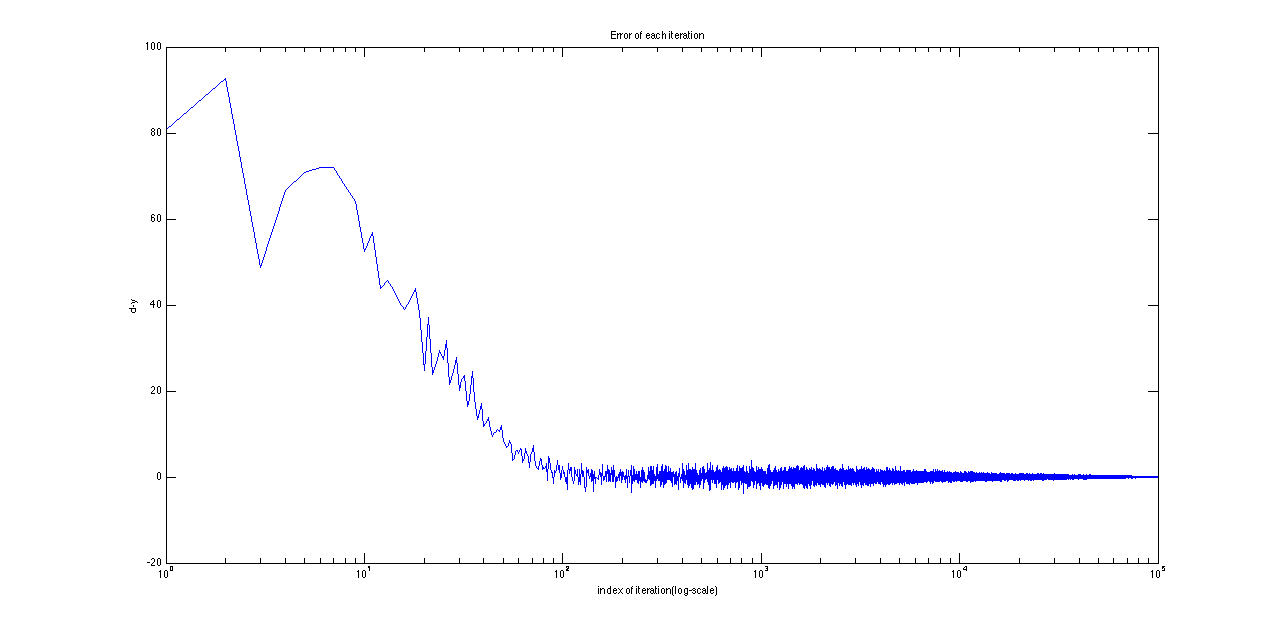 Error of each iteration
100
80
60
40
20
0
-20
d-y
10^0 10^1 10^2 10^3 10^4 10^5
index of iteration(log-scale)